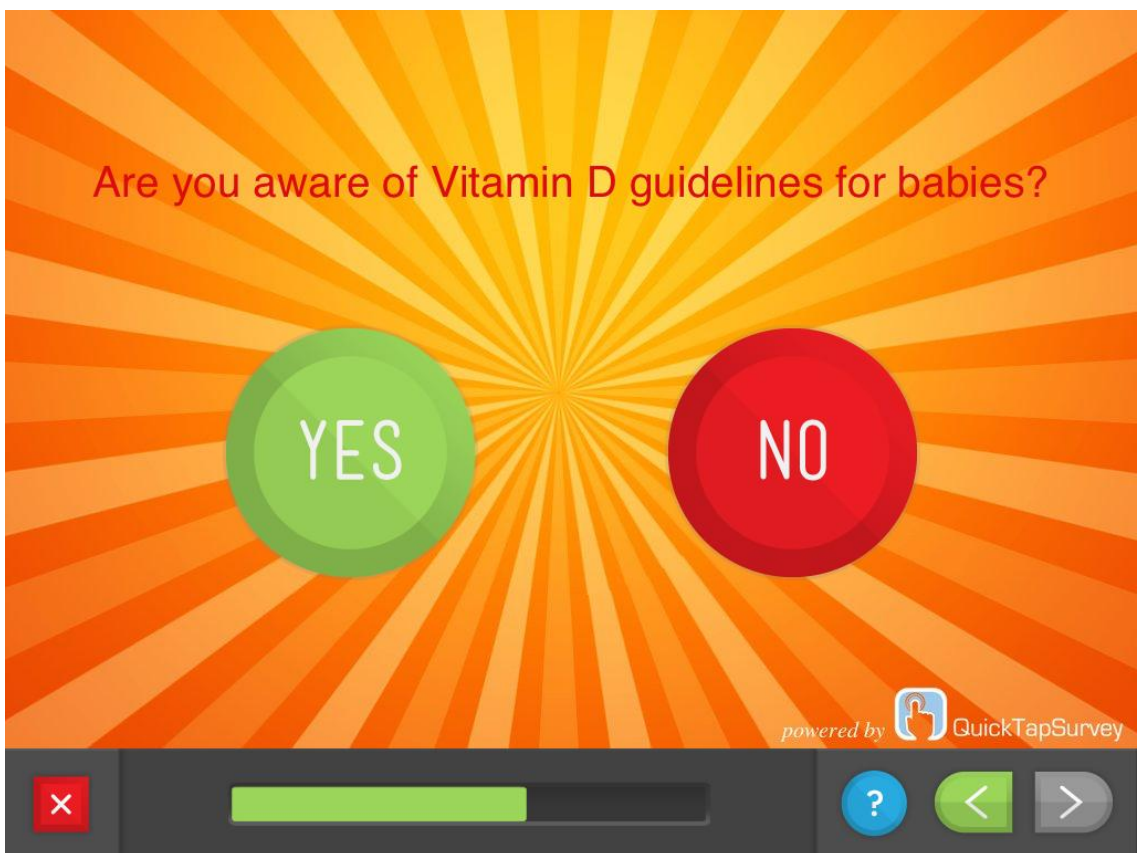 Are you aware of Vitamin D guidelines for babies?
YES
NO
powered by QuickTapSurvey
?